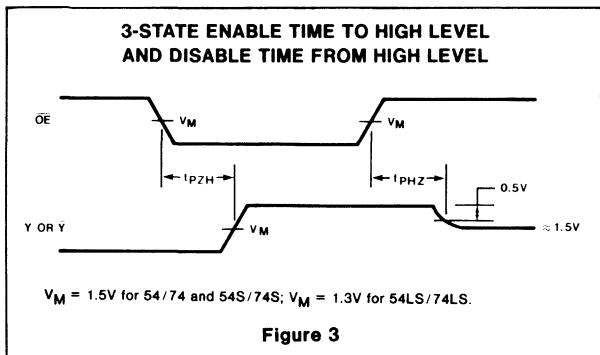 3-STATE ENABLE TIME TO HIGH LEVEL
AND DISABLE TIME FROM HIGH LEVEL
O̅E̅
VM
VM
tPZH
tPHZ
0.5V
Y OR Y̅
VM
≈ 1.5V
VM = 1.5V for 54/74 and 54S/74S; VM = 1.3V for 54LS/74LS.
Figure 3